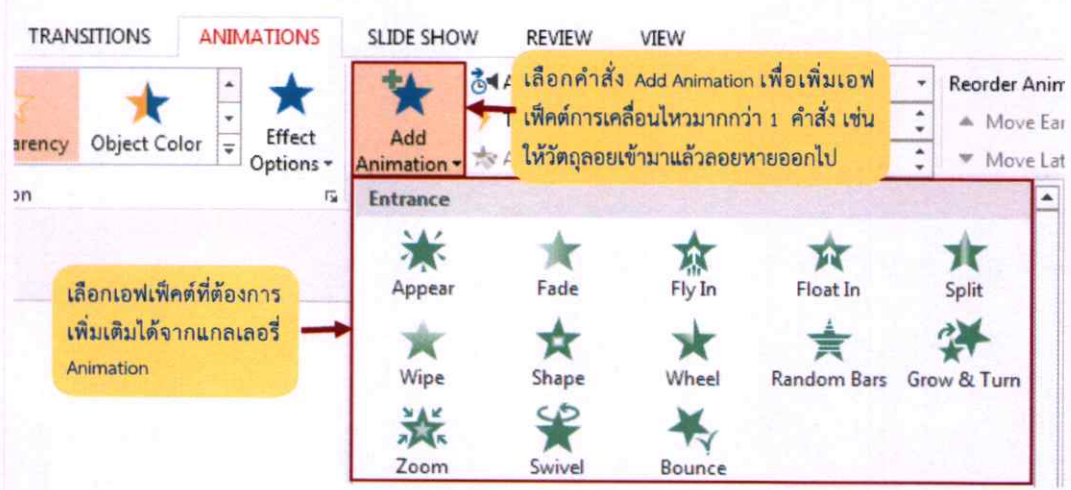 TRANSITIONS ANIMATIONS SLIDE SHOW REVIEW VIEW
arency Object Color Effect Options Add Animation
เลือกคำสั่ง Add Animation เพื่อเพิ่มเอฟ
เฟ็คต์การเคลื่อนไหวมากกว่า 1 คำสั่ง เช่น
ให้วัตถุลอยเข้ามาแล้วลอยหายออกไป
Reorder Anim
Move Ear
Move Lat
on
Entrance
Appear Fade Fly In Float In Split
เลือกเอฟเฟ็คต์ที่ต้องการ
เพิ่มเติมได้จากแกลเลอรี่
Animation
Wipe Shape Wheel Random Bars Grow & Turn
Zoom Swivel Bounce